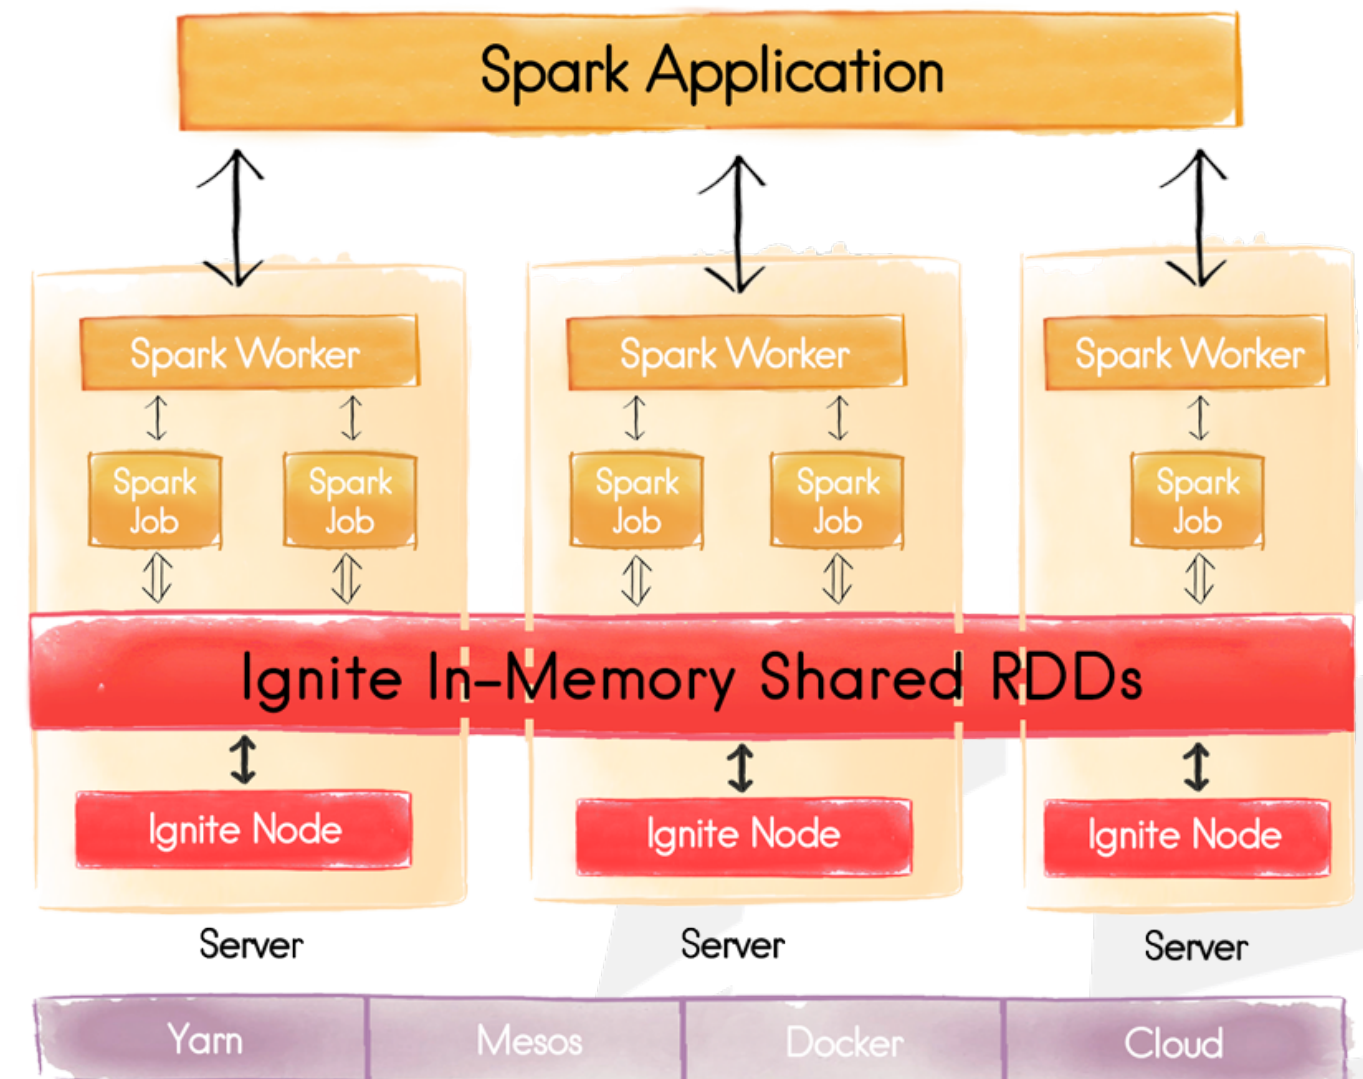 Spark Application
Spark Worker
Spark Worker
Spark Worker
Spark
Job
Spark
Job
Spark
Job
Spark
Job
Spark
Job
Ignite In-Memory Shared RDDs
Ignite Node
Ignite Node
Ignite Node
Server
Server
Server
Yarn
Mesos
Docker
Cloud